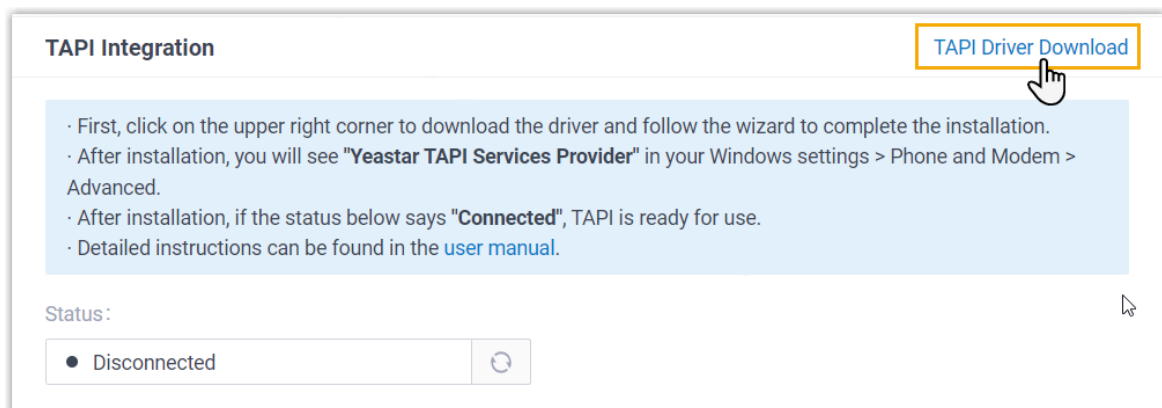 TAPI Integration
TAPI Driver Download
· First, click on the upper right corner to download the driver and follow the wizard to complete the installation.
· After installation, you will see "Yeastar TAPI Services Provider" in your Windows settings > Phone and Modem >
Advanced.
· After installation, if the status below says "Connected", TAPI is ready for use.
· Detailed instructions can be found in the user manual.
Status:
Disconnected